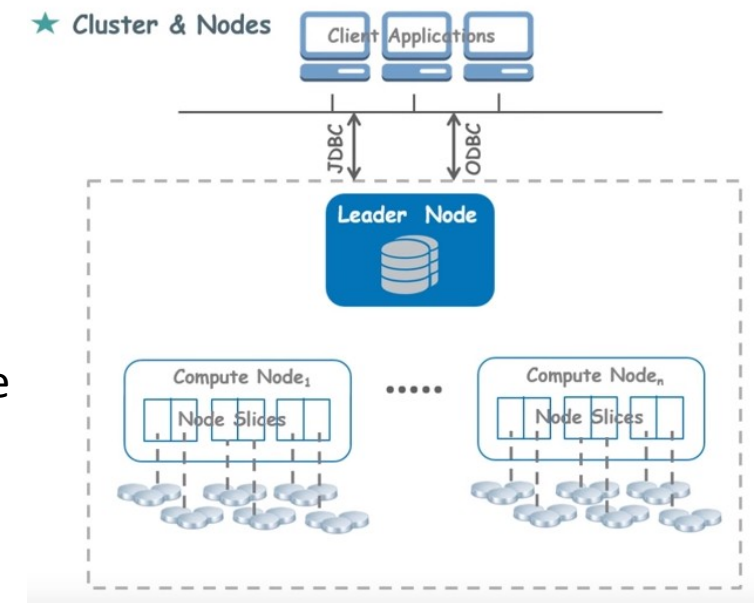 ★ Cluster & Nodes
Client Applications
JDBC
ODBC
Leader Node
e
Compute Node₁
.....
Compute Nodeₙ
Node Slices
Node Slices